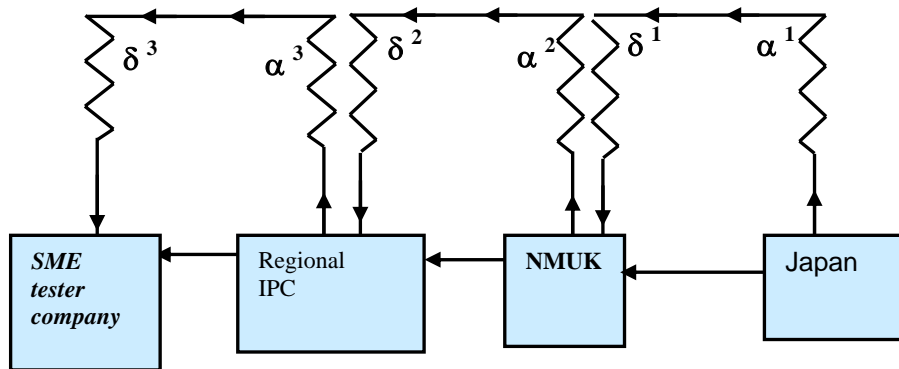 δ 3
α 3
δ 2
α 2
δ 1
α 1
SME
tester
company
Regional
IPC
NMUK
Japan